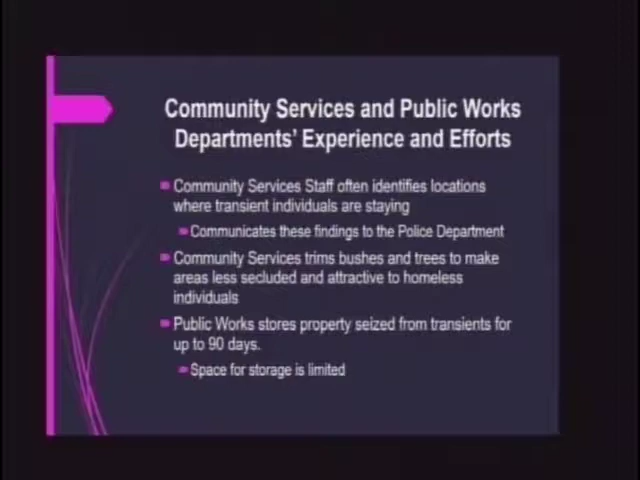 Community Services and Public Works
Departments' Experience and Efforts
Community Services Staff often identifies locations
where transient individuals are staying
Communicates these findings to the Police Department
Community Services trims bushes and trees to make
areas less secluded and attractive to homeless
individuals
Public Works stores property seized from transients for
up to 90 days.
Space for storage is limited